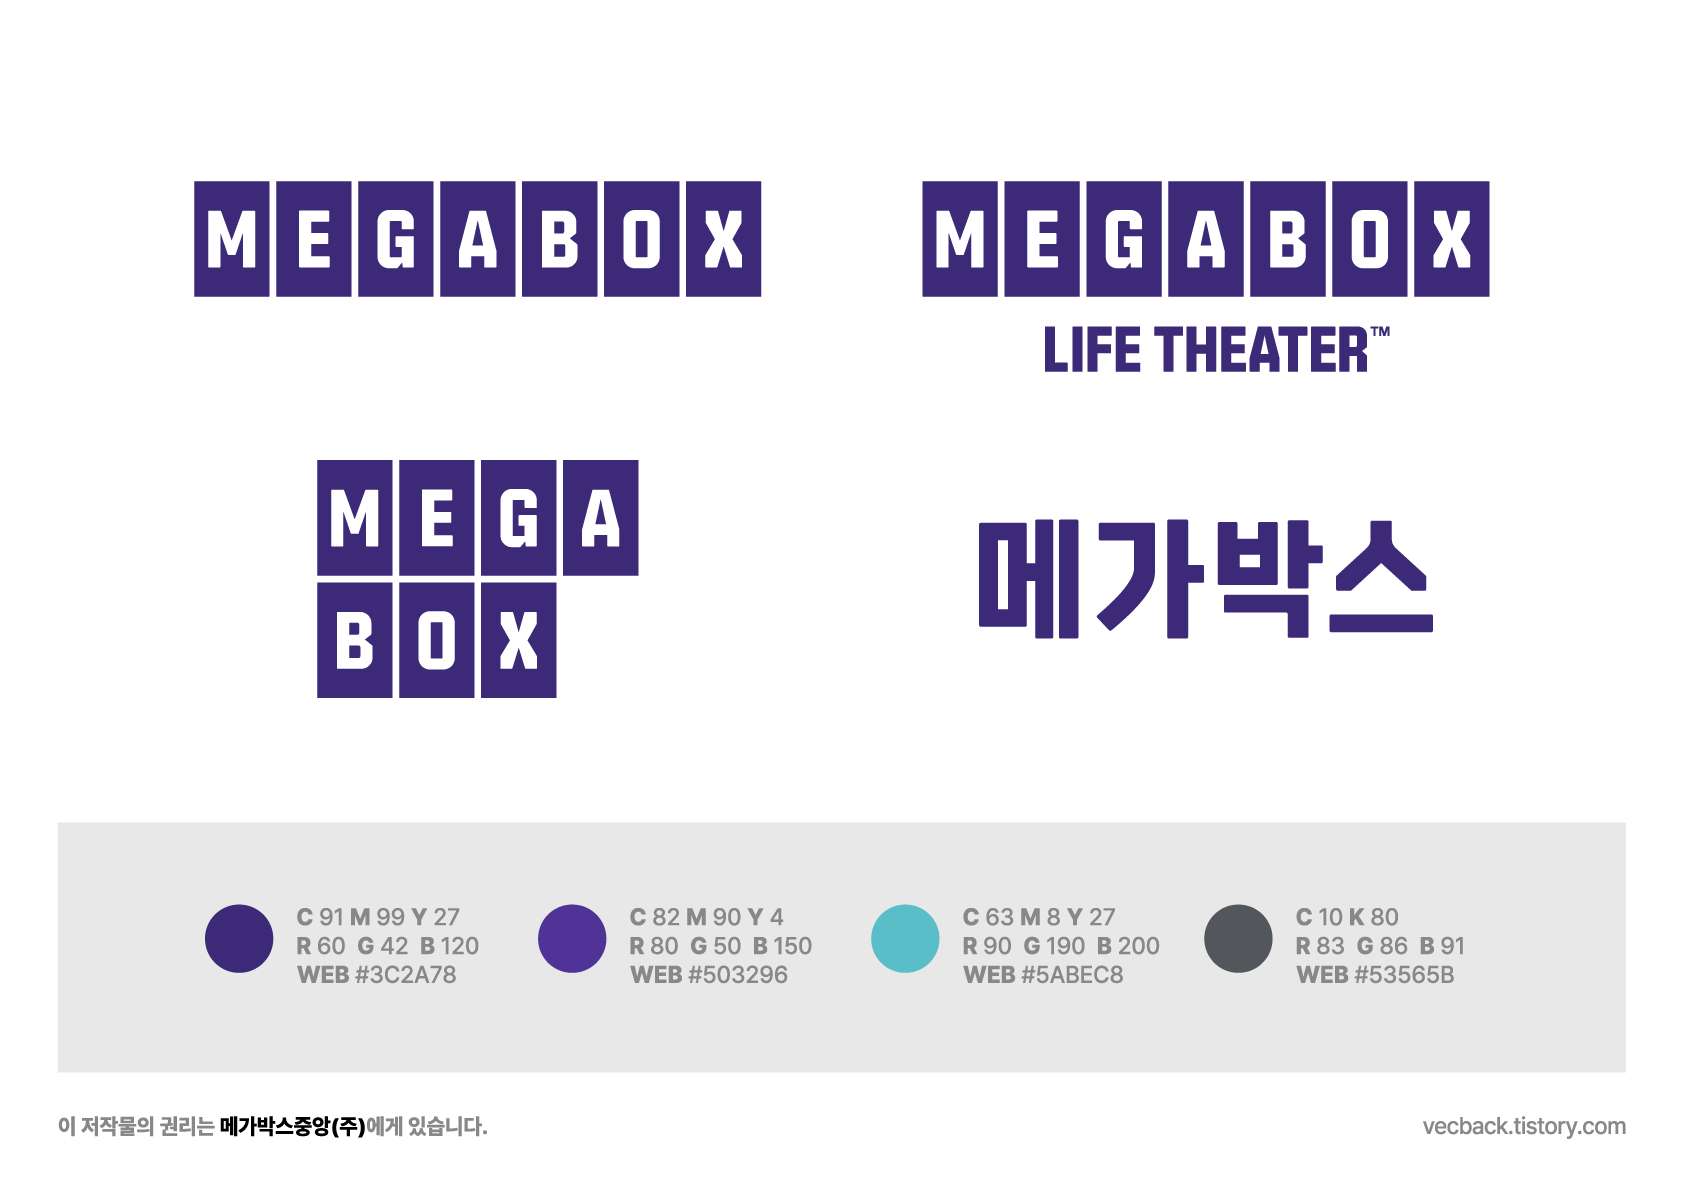 MEGABOX
MEGABOX
LIFE THEATER™
MEGA
BOX
메가박스
C 91 M 99 Y 27
R 60 G 42 B 120
WEB #3C2A78
C 82 M 90 Y 4
R 80 G 50 B 150
WEB #503296
C 63 M 8 Y 27
R 90 G 190 B 200
WEB #5ABEC8
C 10 K 80
R 83 G 86 B 91
WEB #53565B
이 저작물의 권리는 메가박스중앙(주)에게 있습니다.
vecback.tistory.com